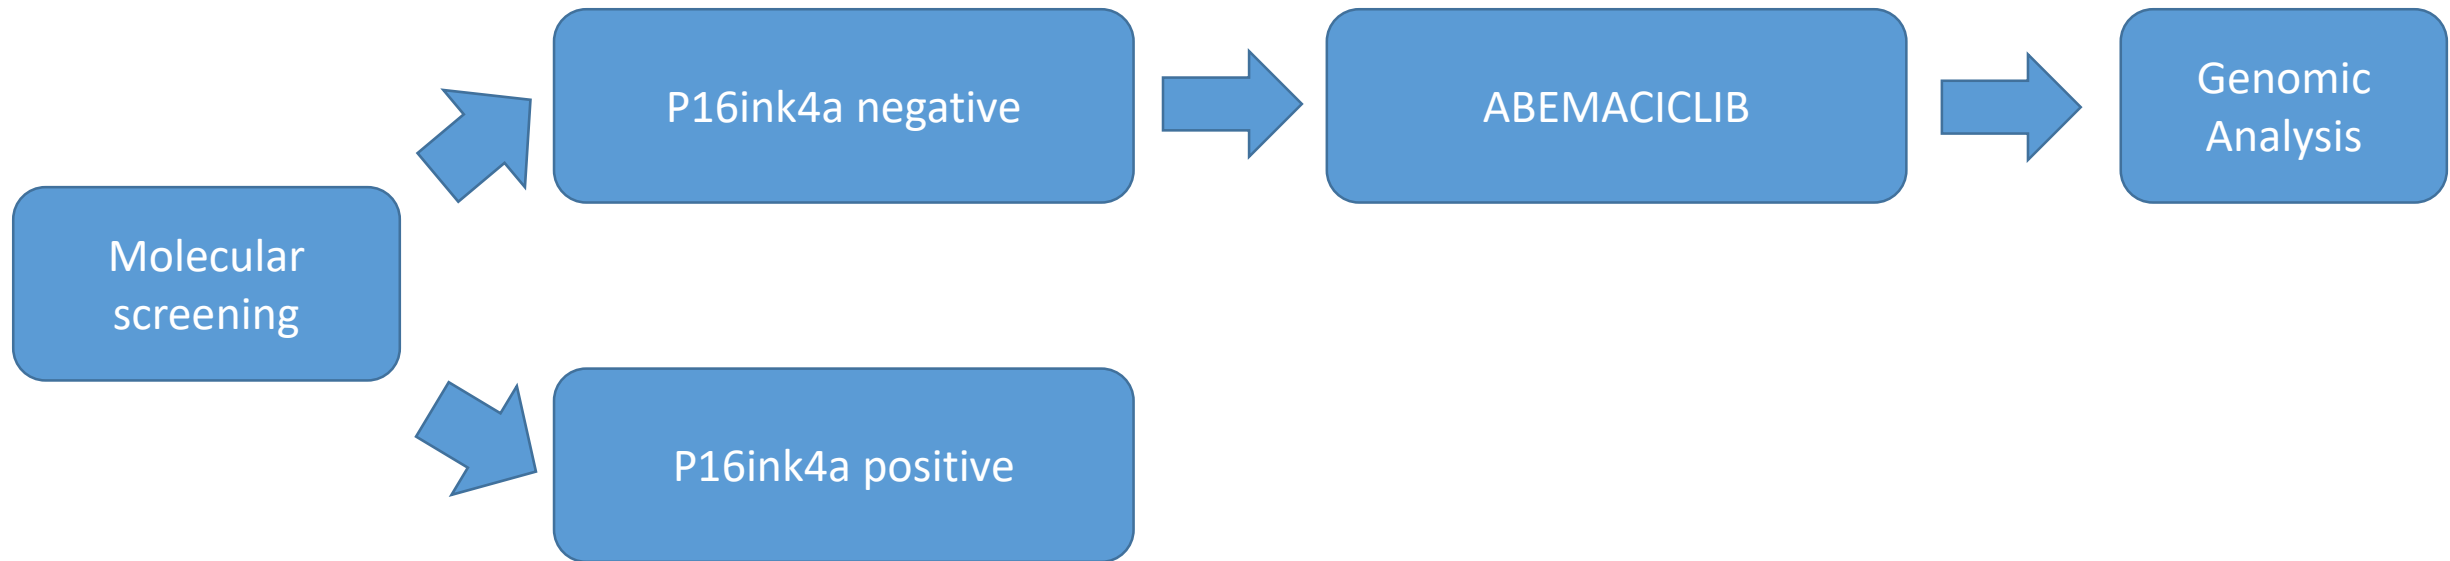 Molecular
screening
P16ink4a negative
ABEMACICLIB
Genomic
Analysis
P16ink4a positive